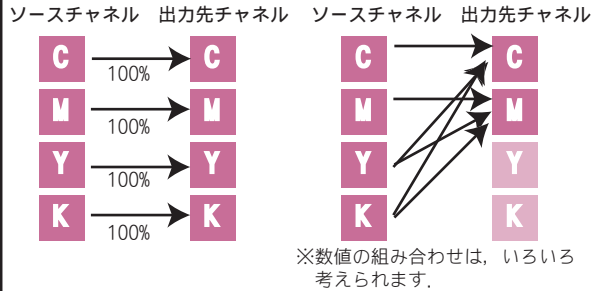 ソースチャネル 出力先チャネル ソースチャネル 出力先チャネル
C 100% C C C
M 100% M M M
Y 100% Y Y Y
K 100% K K K
※数値の組み合わせは，いろいろ
考えられます．